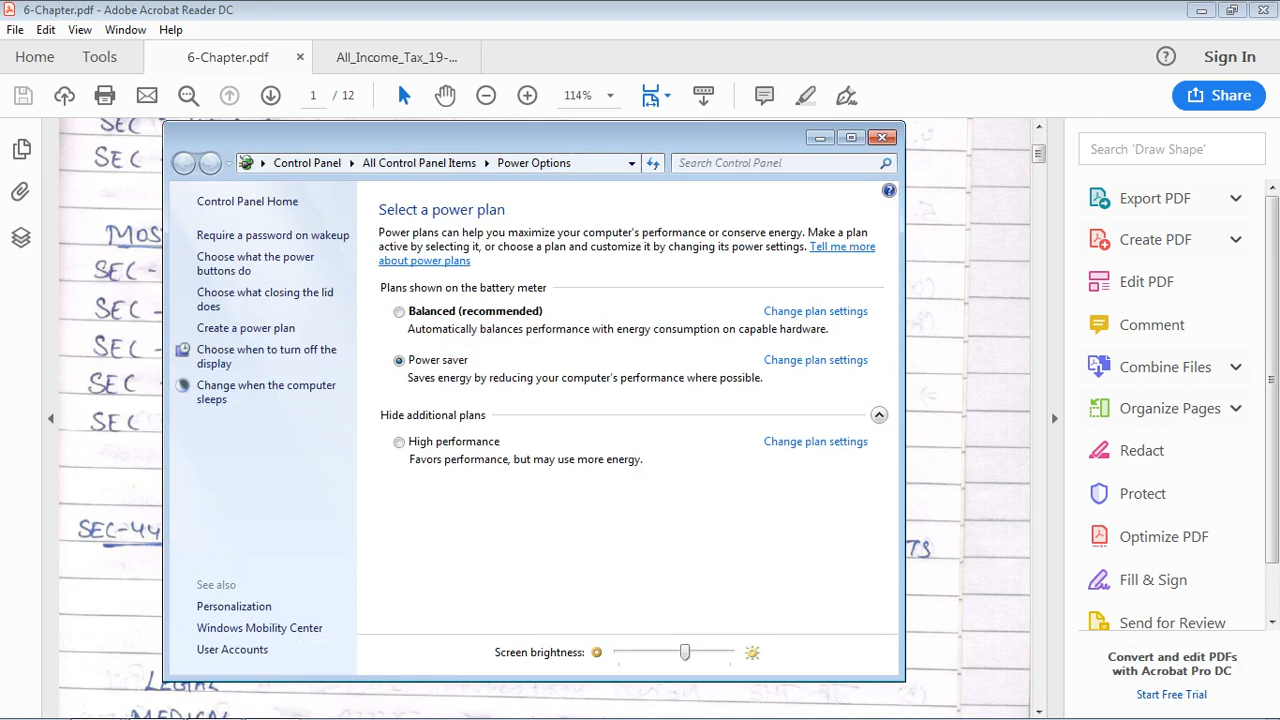 6-Chapter.pdf - Adobe Acrobat Reader DC
File Edit View Window Help
Home Tools 6-Chapter.pdf All_Income_Tax_19-... Sign In
1 / 12 114% Share
SEC
SEC
MOS
SEC -
SEC -
SEC -
SEC -
SEC
SEC-44
TS
LEGAL
MEDICAL
Control Panel All Control Panel Items Power Options Search Control Panel
Control Panel Home
Require a password on wakeup
Choose what the power
buttons do
Choose what closing the lid
does
Create a power plan
Choose when to turn off the
display
Change when the computer
sleeps
See also
Personalization
Windows Mobility Center
User Accounts
Select a power plan
Power plans can help you maximize your computer's performance or conserve energy. Make a plan
active by selecting it, or choose a plan and customize it by changing its power settings. Tell me more
about power plans
Plans shown on the battery meter
Balanced (recommended) Change plan settings
Automatically balances performance with energy consumption on capable hardware.
Power saver Change plan settings
Saves energy by reducing your computer's performance where possible.
Hide additional plans
High performance Change plan settings
Favors performance, but may use more energy.
Screen brightness:
Search 'Draw Shape'
Export PDF
Create PDF
Edit PDF
Comment
Combine Files
Organize Pages
Redact
Protect
Optimize PDF
Fill & Sign
Send for Review
Convert and edit PDFs
with Acrobat Pro DC
Start Free Trial